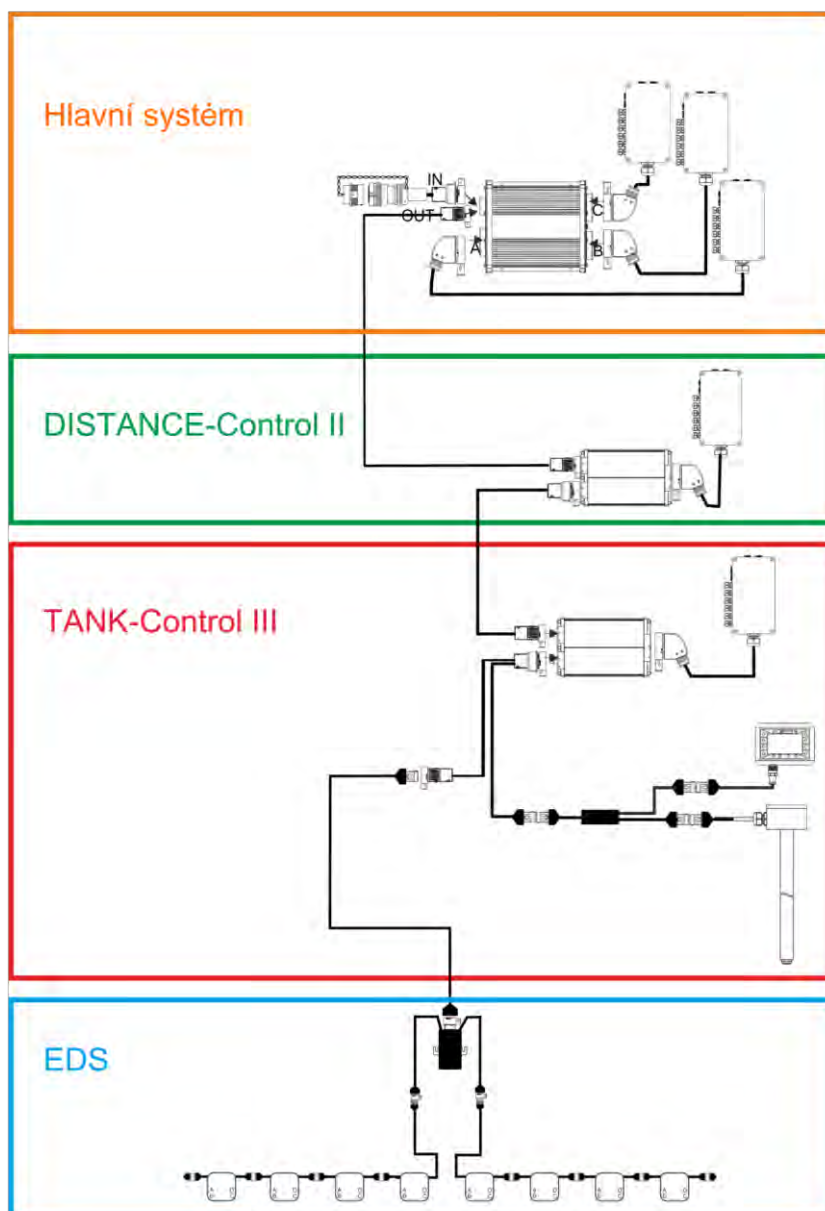 Hlavní systém
IN
OUT
C
A
B
DISTANCE-Control II
TANK-Control III
EDS